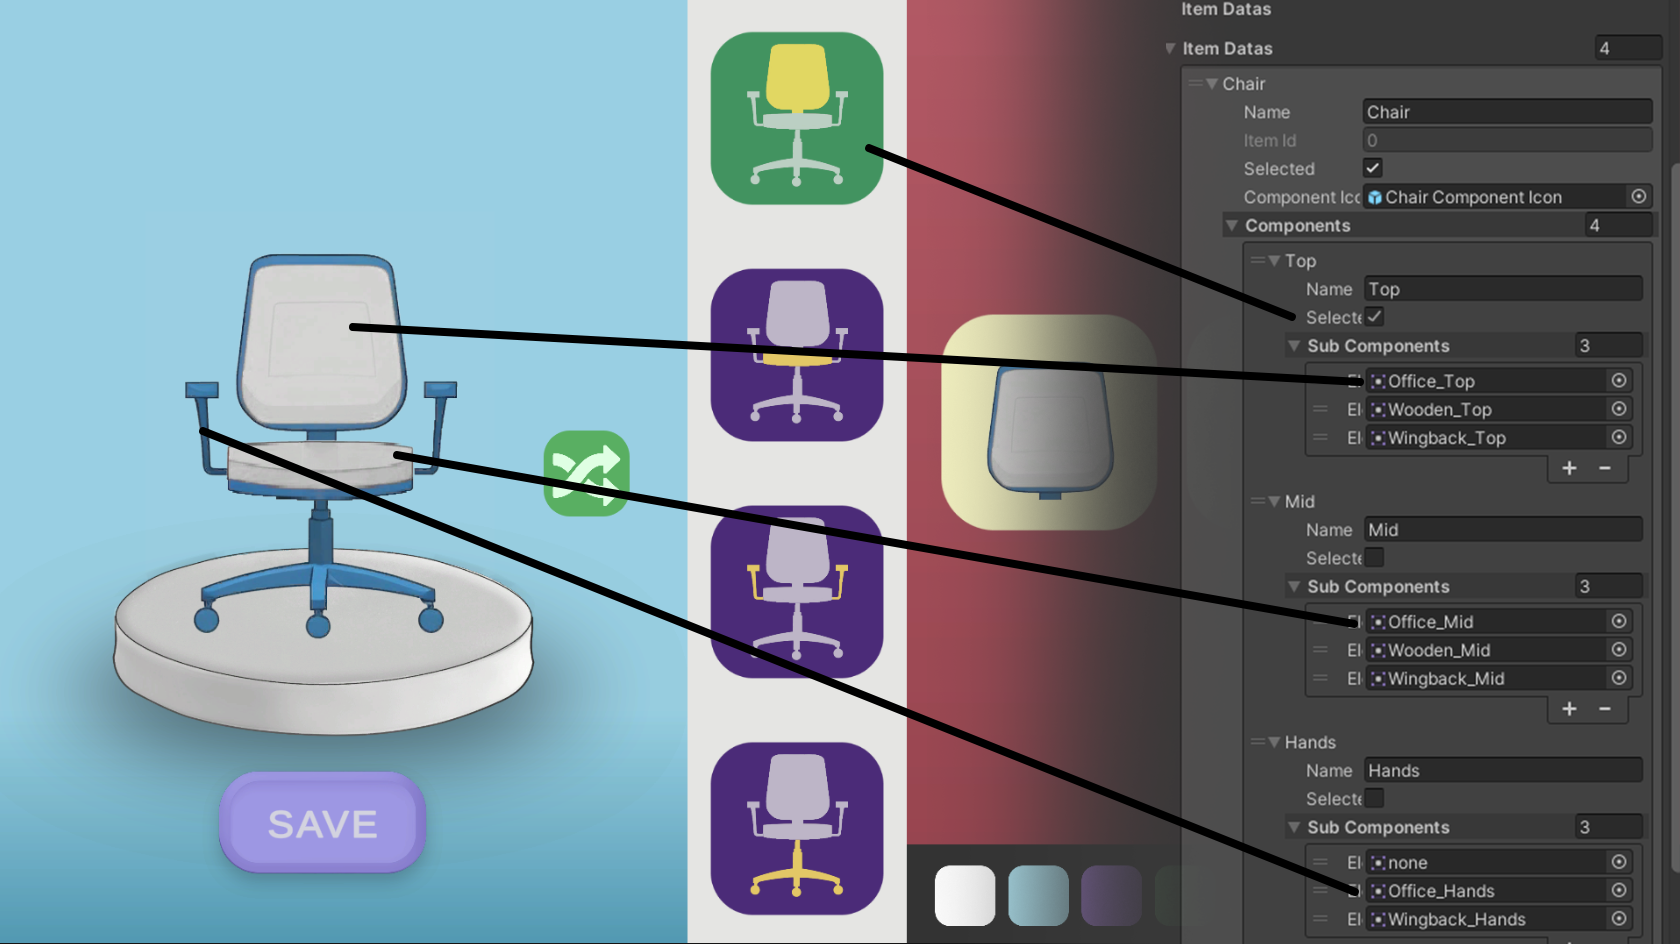 SAVE
Item Datas
Item Datas 4
Chair
Name Chair
Item Id 0
Selected
Component Icc Chair Component Icon
Components 4
Top
Name Top
Selecte
Sub Components 3
El Office_Top
El Wooden_Top
El Wingback_Top
+ −
Mid
Name Mid
Selecte
Sub Components 3
El Office_Mid
El Wooden_Mid
El Wingback_Mid
+ −
Hands
Name Hands
Selecte
Sub Components 3
El none
El Office_Hands
El Wingback_Hands